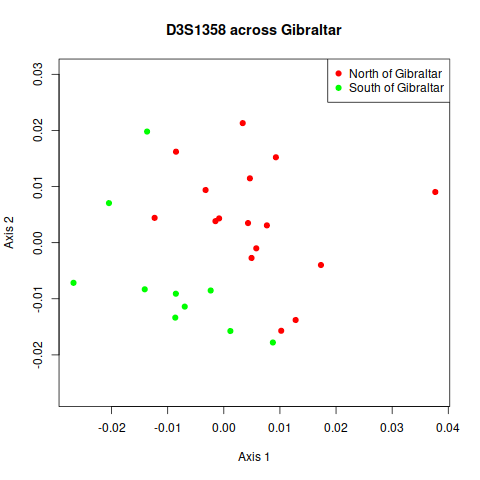 D3S1358 across Gibraltar
North of Gibraltar
South of Gibraltar
0.03
0.02
0.01
0.00
-0.01
-0.02
Axis 2
-0.02 -0.01 0.00 0.01 0.02 0.03 0.04
Axis 1